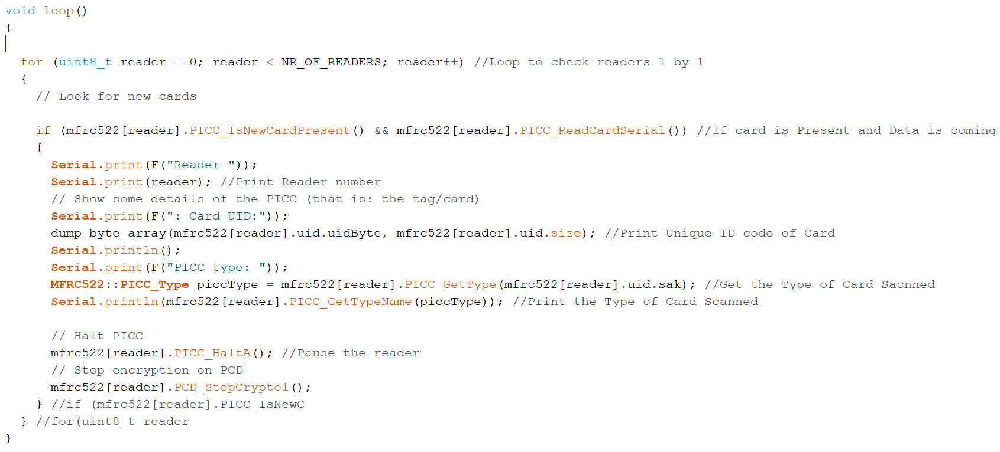 void loop()
{
for (uint8_t reader = 0; reader < NR_OF_READERS; reader++) //Loop to check readers 1 by 1
{
// Look for new cards
if (mfrc522[reader].PICC_IsNewCardPresent() && mfrc522[reader].PICC_ReadCardSerial()) //If card is Present and Data is coming
{
Serial.print(F("Reader "));
Serial.print(reader); //Print Reader number
// Show some details of the PICC (that is: the tag/card)
Serial.print(F(": Card UID:"));
dump_byte_array(mfrc522[reader].uid.uidByte, mfrc522[reader].uid.size); //Print Unique ID code of Card
Serial.println();
Serial.print(F("PICC type: "));
MFRC522::PICC_Type piccType = mfrc522[reader].PICC_GetType(mfrc522[reader].uid.sak); //Get the Type of Card Sacnned
Serial.println(mfrc522[reader].PICC_GetTypeName(piccType)); //Print the Type of Card Scanned
// Halt PICC
mfrc522[reader].PICC_HaltA(); //Pause the reader
// Stop encryption on PCD
mfrc522[reader].PCD_StopCrypto1();
} //if (mfrc522[reader].PICC_IsNewC
} //for(uint8_t reader
}